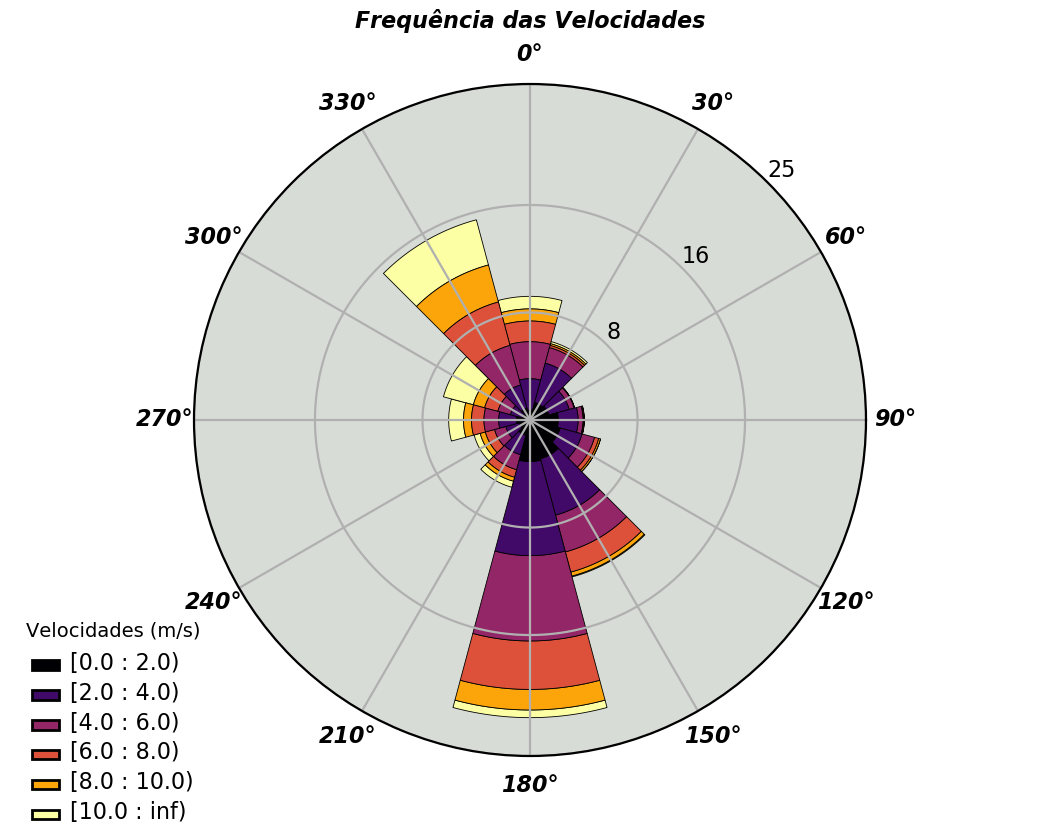 Frequência das Velocidades
0°
330°
30°
25
300°
60°
16
8
270°
90°
240°
120°
210°
150°
180°
Velocidades (m/s)
[0.0 : 2.0)
[2.0 : 4.0)
[4.0 : 6.0)
[6.0 : 8.0)
[8.0 : 10.0)
[10.0 : inf)